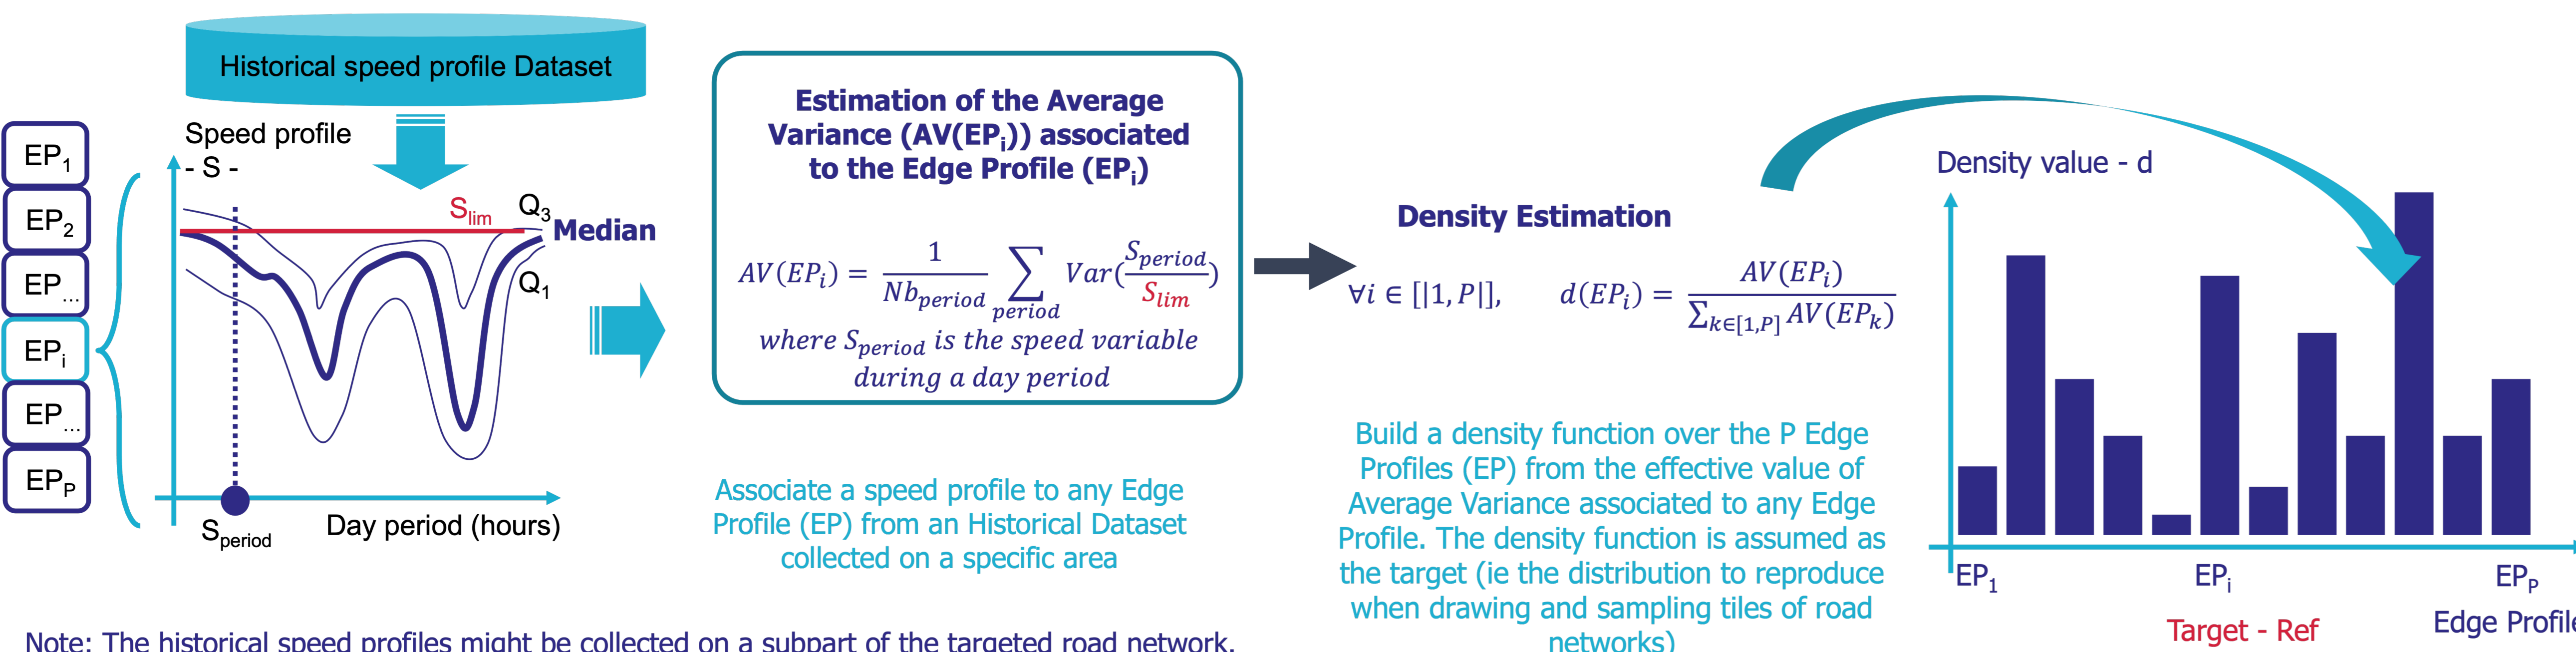 Historical speed profile Dataset
EP1
EP2
EP...
EPi
EP...
EPP
Speed profile
- S -
Slim
Q3
Median
Q1
Speriod
Day period (hours)
Estimation of the Average
Variance (AV(EPi)) associated
to the Edge Profile (EPi)
AV(EPi) = 1/Nbperiod ∑period Var(Speriod/Slim)
where Speriod is the speed variable
during a day period
Associate a speed profile to any Edge
Profile (EP) from an Historical Dataset
collected on a specific area
Density Estimation
∀i ∈ [|1, P|], d(EPi) = AV(EPi)/∑k∈[1,P] AV(EPk)
Build a density function over the P Edge
Profiles (EP) from the effective value of
Average Variance associated to any Edge
Profile. The density function is assumed as
the target (ie the distribution to reproduce
when drawing and sampling tiles of road
networks)
Density value - d
EP1
EPi
EPP
Target - Ref
Edge Profile
Note: The historical speed profiles might be collected on a subpart of the targeted road network.